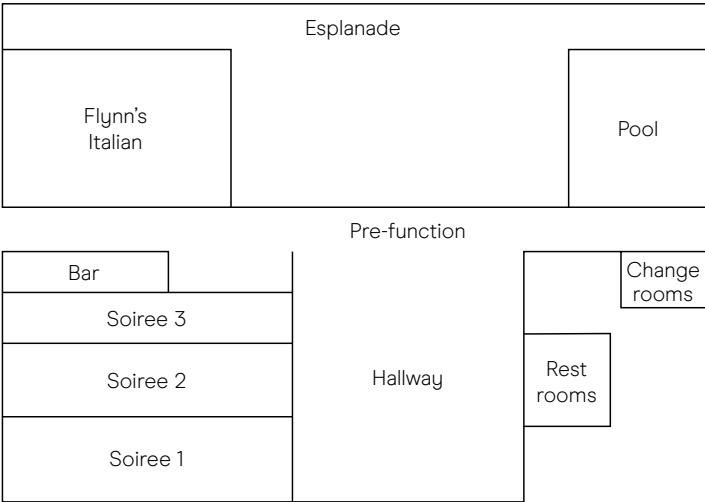 Esplanade
Flynn's
Italian
Pool
Pre-function
Bar
Change
rooms
Soiree 3
Soiree 2
Hallway
Rest
rooms
Soiree 1